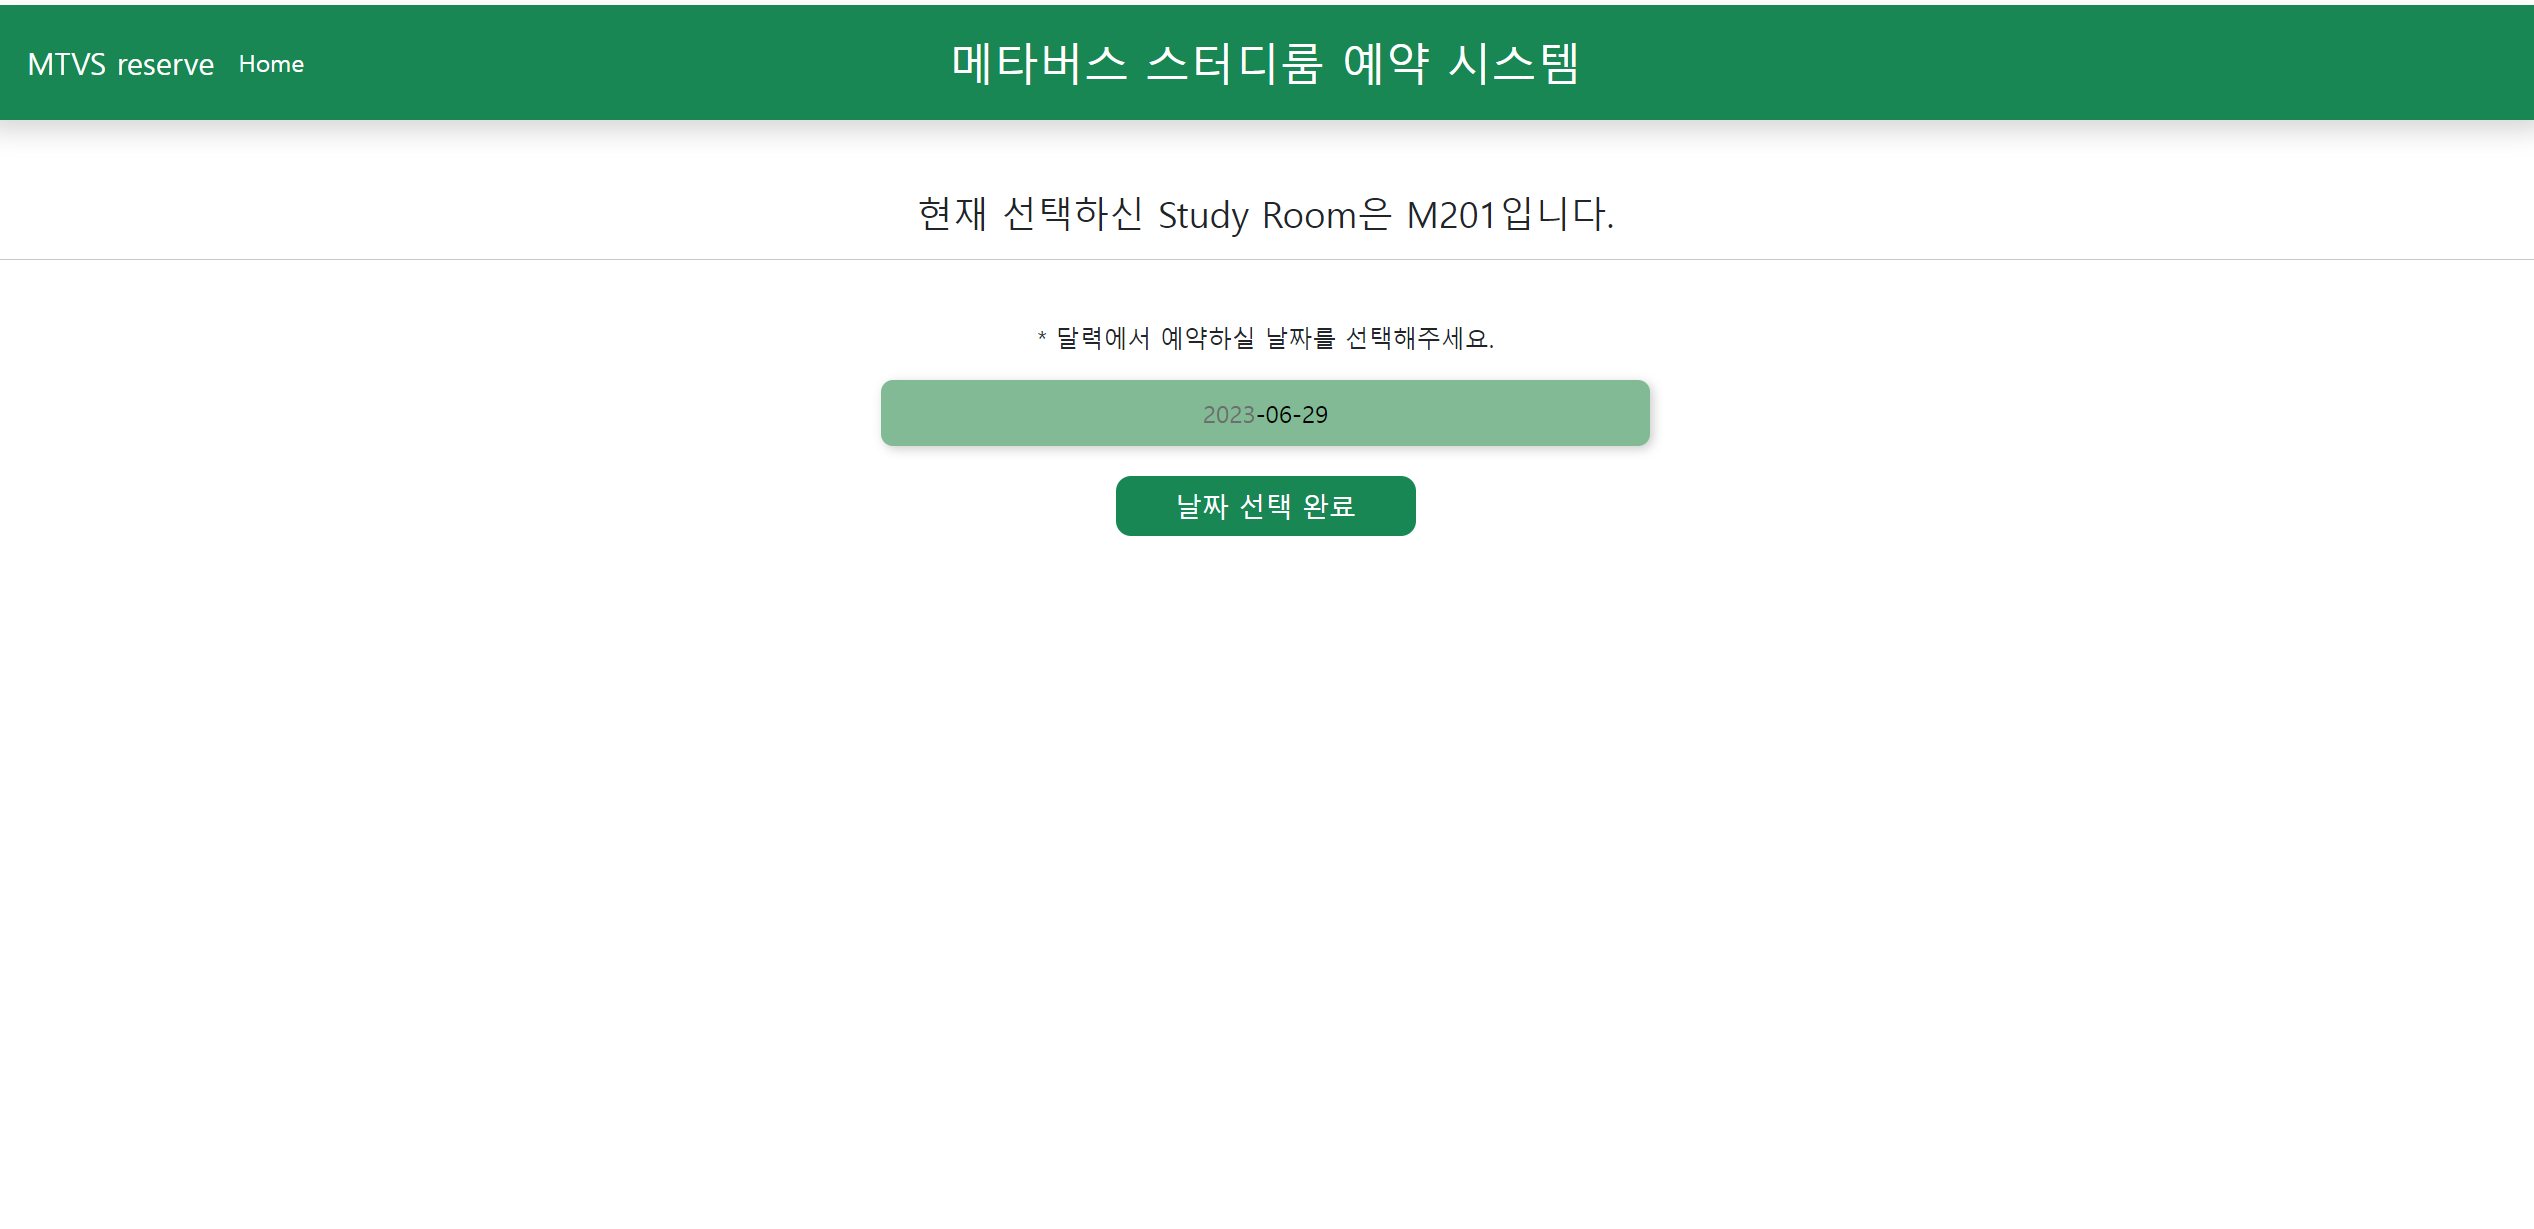 MTVS reserve Home 메타버스 스터디룸 예약 시스템
현재 선택하신 Study Room은 M201입니다.
* 달력에서 예약하실 날짜를 선택해주세요.
2023-06-29
날짜 선택 완료